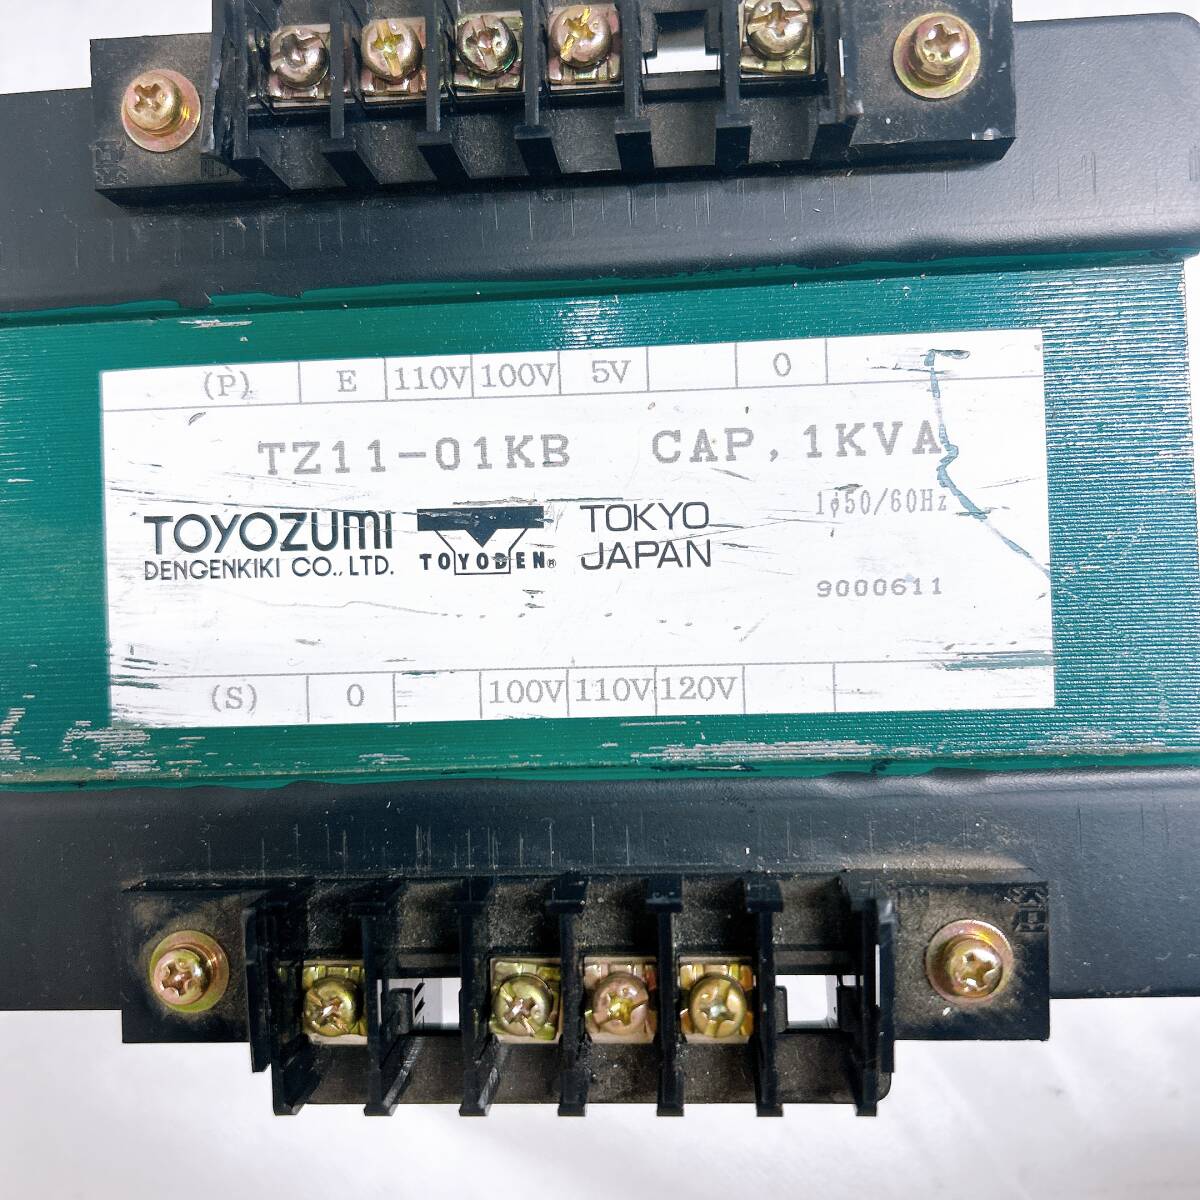 (P) E 110V 100V 5V 0
TZ11-01KB CAP, 1KVA
1φ50/60Hz
TOYOZUMI
DENGENKIKI CO., LTD.
TOYODEN®
TOKYO
JAPAN
9000611
(S) 0 100V 110V 120V